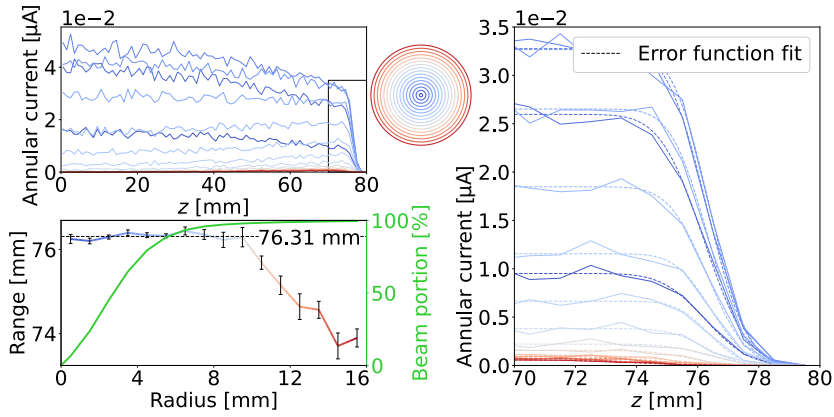 1e−2
Annular current [μA]
4
2
0
0 20 40 60 80
z [mm]
76
74
Range [mm]
76.31 mm
100
50
0
Beam portion [%]
0 4 8 12 16
Radius [mm]
1e−2
Annular current [μA]
3.5
3.0
2.5
2.0
1.5
1.0
0.5
0.0
Error function fit
70 72 74 76 78 80
z [mm]